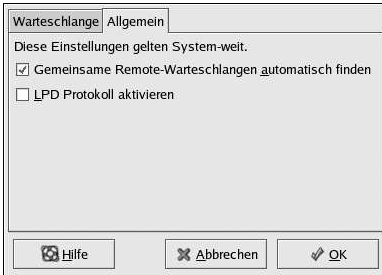 Warteschlange Allgemein
Diese Einstellungen gelten System-weit.
Gemeinsame Remote-Warteschlangen automatisch finden
LPD Protokoll aktivieren
Hilfe Abbrechen OK